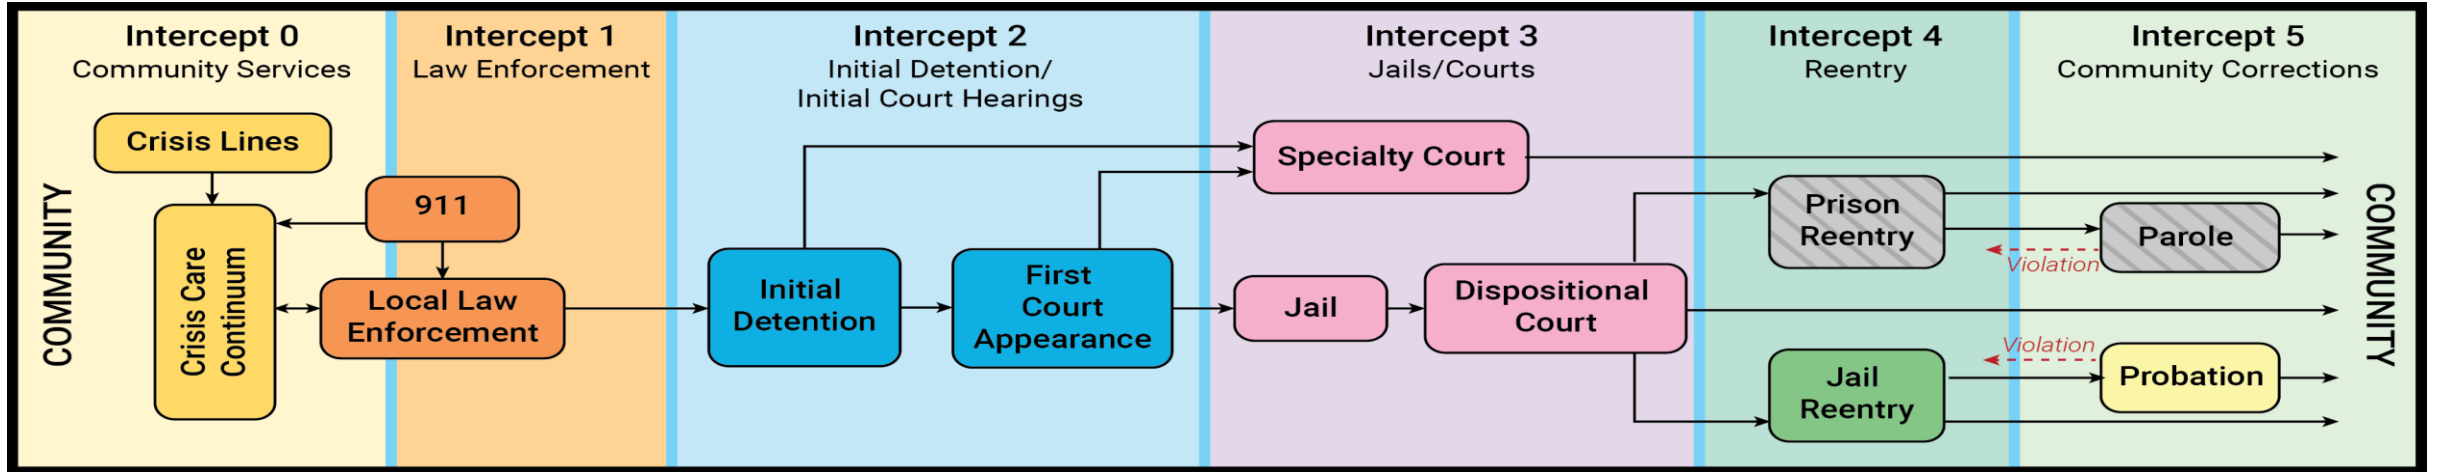 Intercept 0
Community Services
Intercept 1
Law Enforcement
Intercept 2
Initial Detention/
Initial Court Hearings
Intercept 3
Jails/Courts
Intercept 4
Reentry
Intercept 5
Community Corrections
COMMUNITY
Crisis Lines
Crisis Care
Continuum
911
Local Law
Enforcement
Initial
Detention
First
Court
Appearance
Specialty Court
Jail
Dispositional
Court
Prison
Reentry
Jail
Reentry
Parole
Violation
Violation
Probation
COMMUNITY